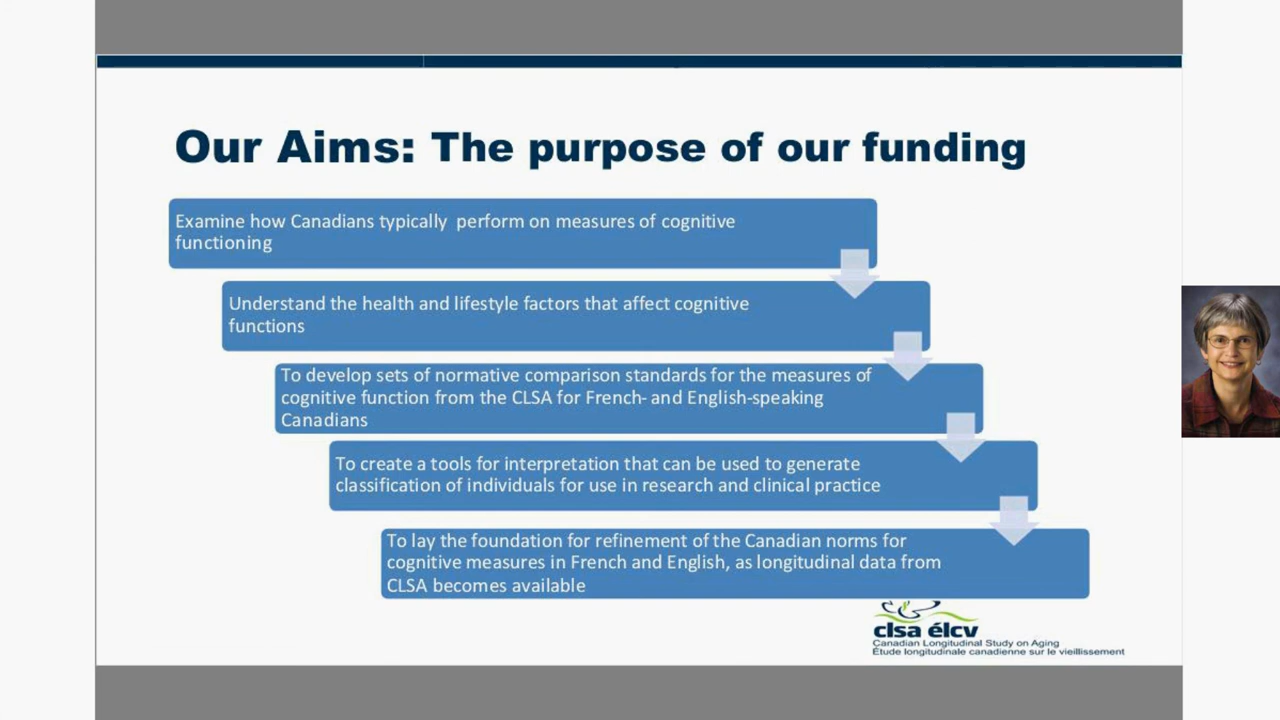 Our Aims: The purpose of our funding
Examine how Canadians typically perform on measures of cognitive
functioning
Understand the health and lifestyle factors that affect cognitive
functions
To develop sets of normative comparison standards for the measures of
cognitive function from the CLSA for French- and English-speaking
Canadians
To create a tools for interpretation that can be used to generate
classification of individuals for use in research and clinical practice
To lay the foundation for refinement of the Canadian norms for
cognitive measures in French and English, as longitudinal data from
CLSA becomes available
clsa élcv
Canadian Longitudinal Study on Aging
Étude longitudinale canadienne sur le vieillissement